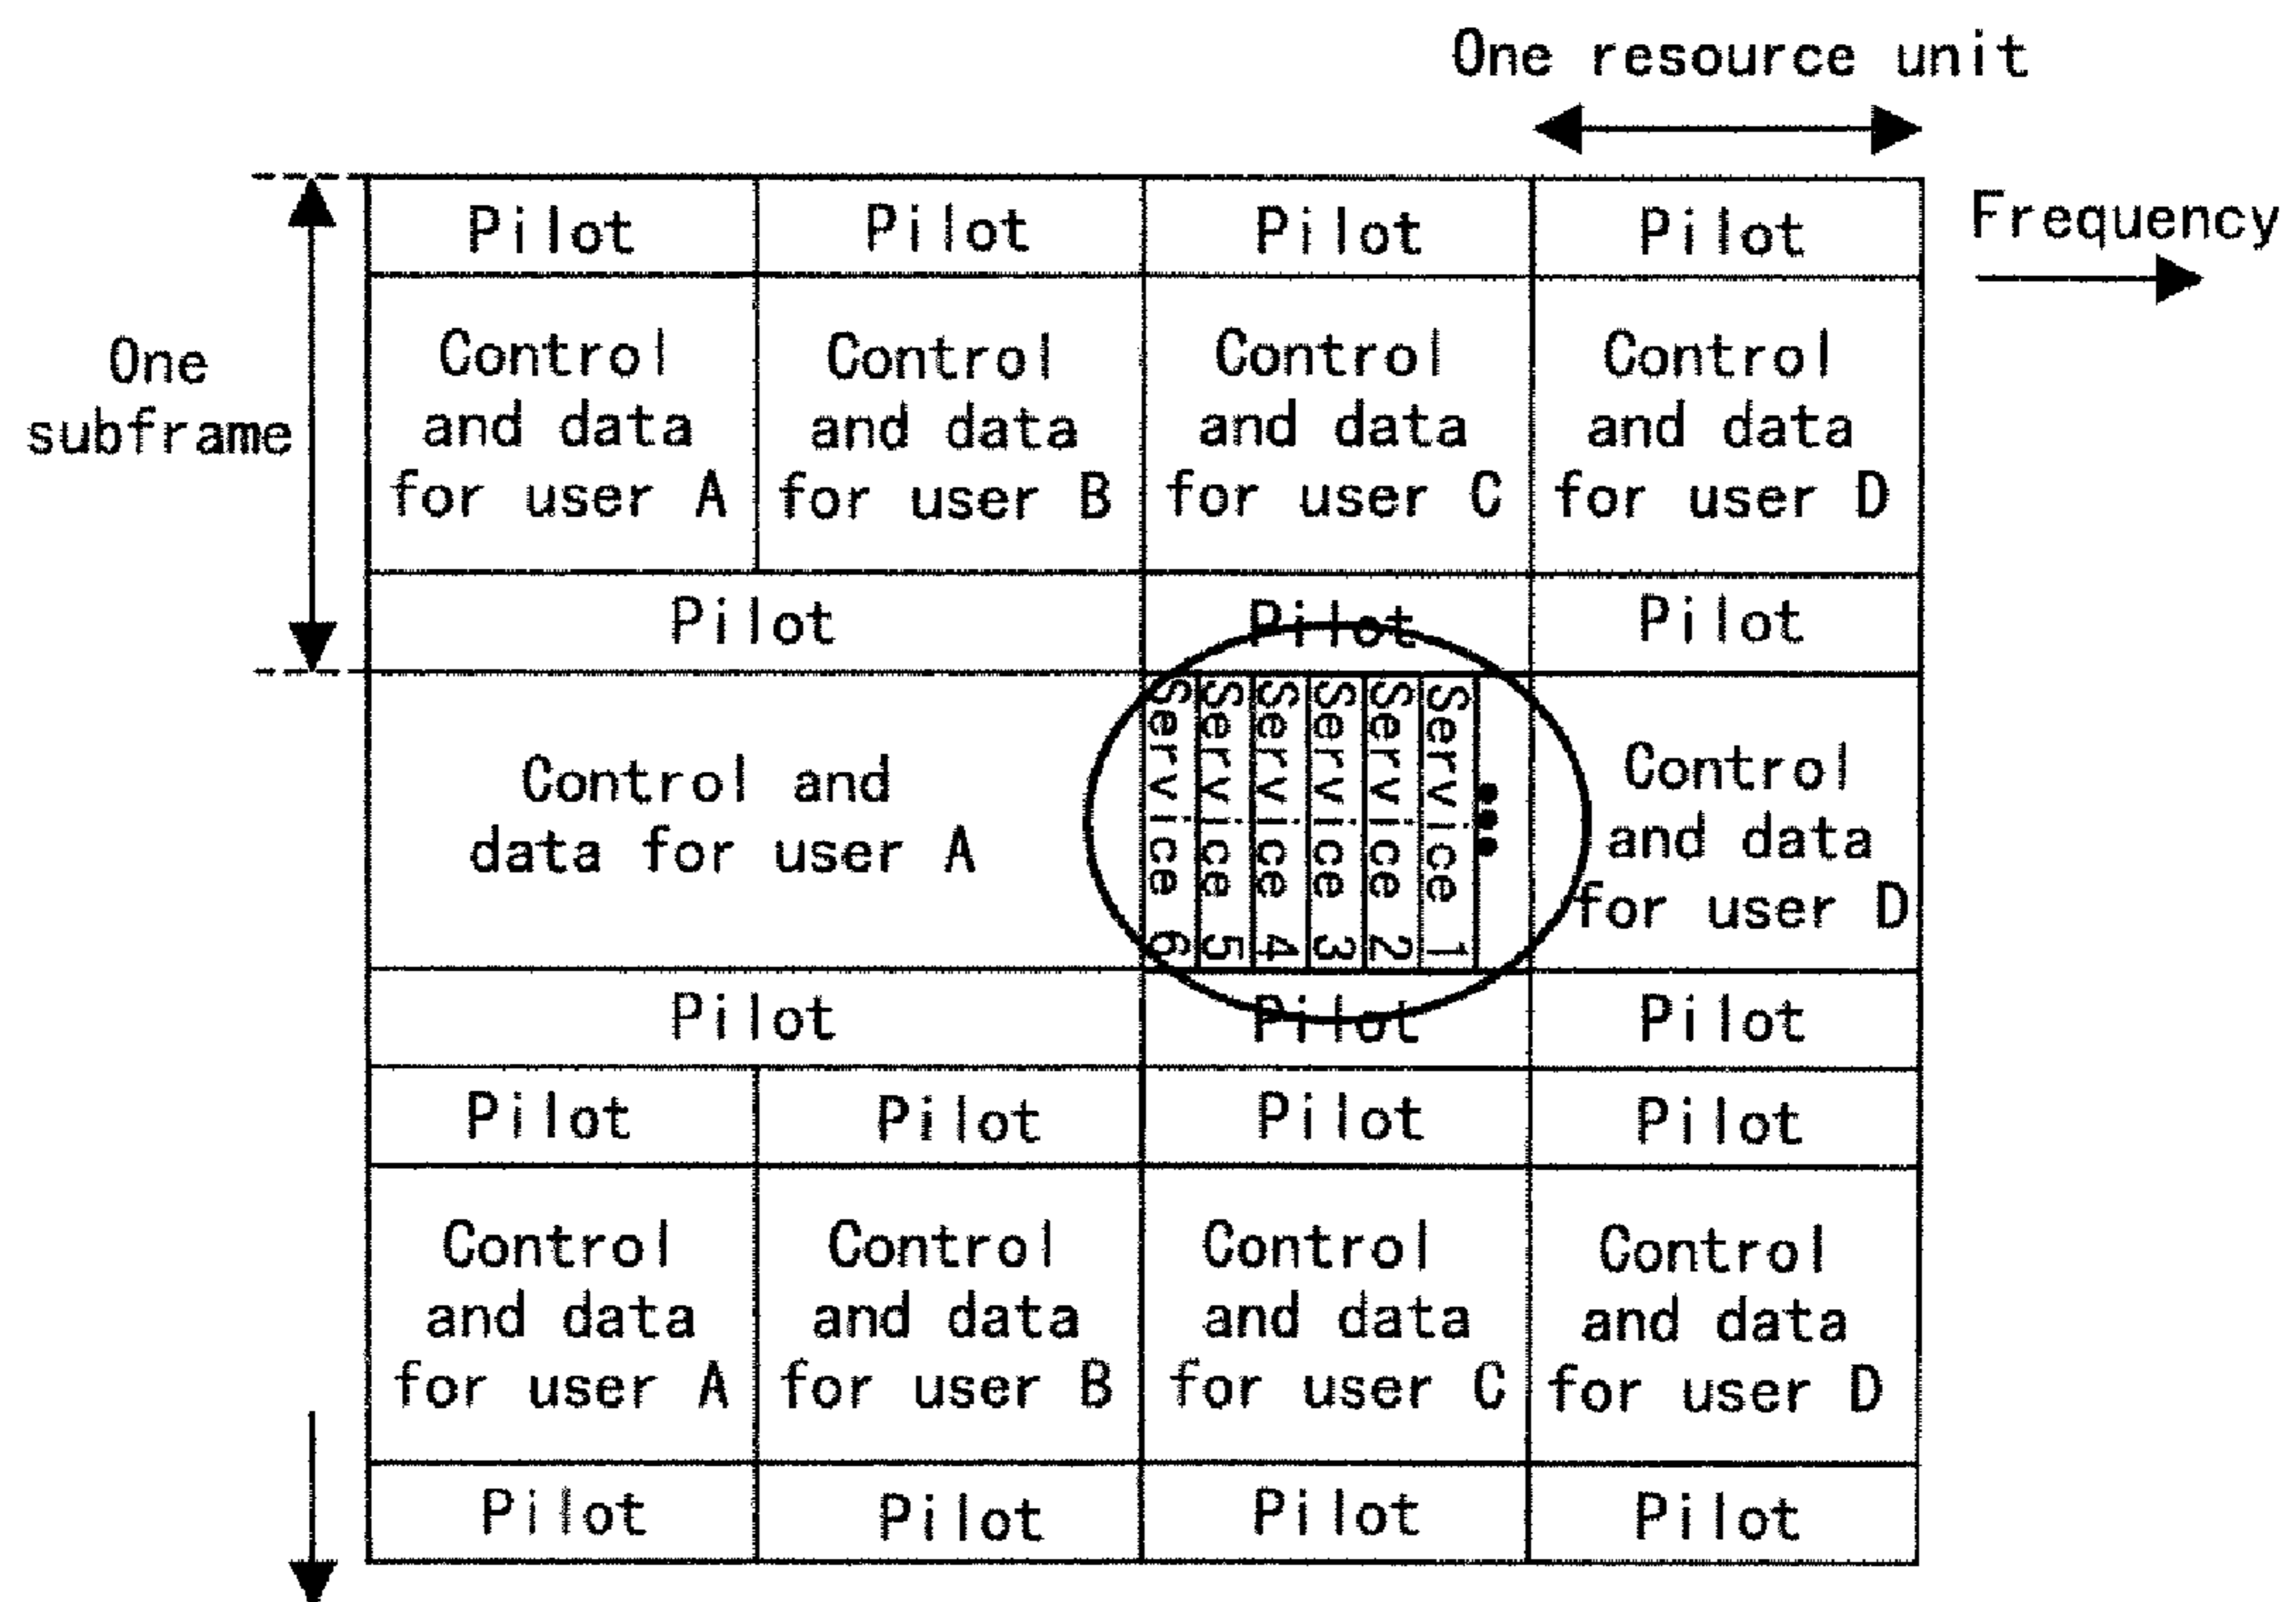 One resource unit
Frequency
One
subframe
Pilot Pilot Pilot Pilot
Control
and data
for user A
Control
and data
for user B
Control
and data
for user C
Control
and data
for user D
Pilot Pilot Pilot
Control and
data for user A
Service 6
Service 5
Service 4
Service 3
Service 2
Service 1
Control
and data
for user D
Pilot Pilot Pilot
Pilot Pilot Pilot Pilot
Control
and data
for user A
Control
and data
for user B
Control
and data
for user C
Control
and data
for user D
Pilot Pilot Pilot Pilot